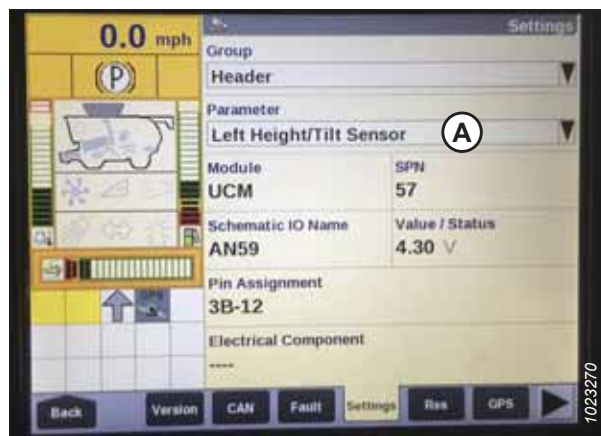 0.0 mph
Settings
(P)
Group
Header
Parameter
Left Height/Tilt Sensor
A
Module
UCM
SPN
57
Schematic IO Name
AN59
Value / Status
4.30 V
Pin Assignment
3B-12
Electrical Component
----
Back
Version
CAN
Fault
Settings
Res
GPS
1023270